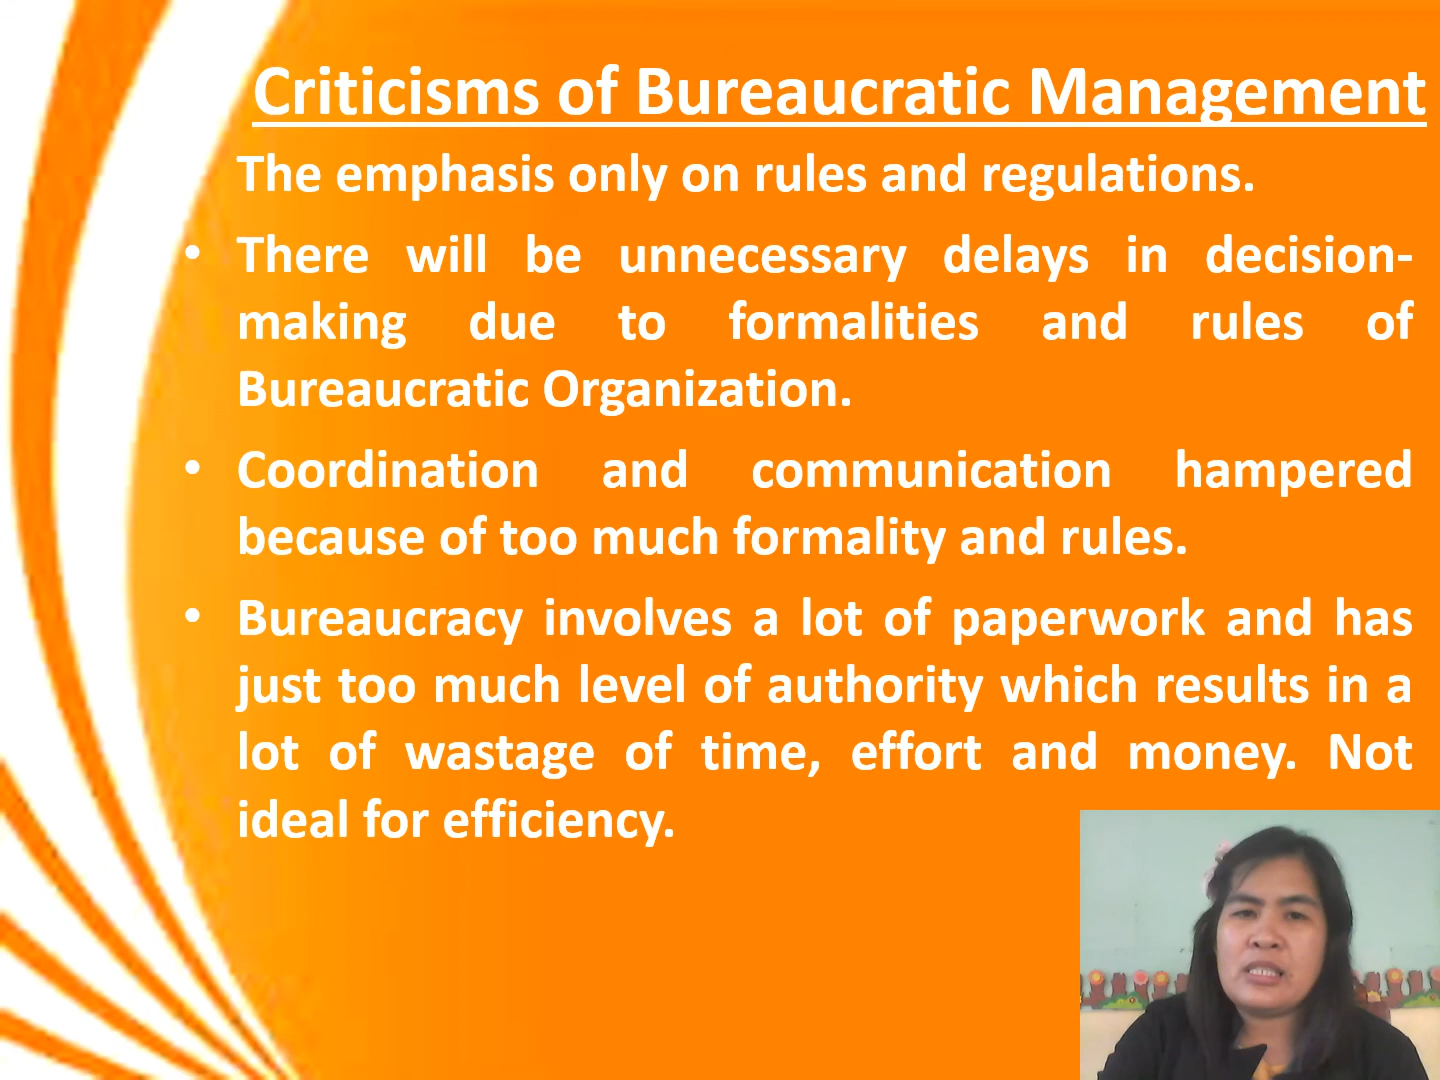 Criticisms of Bureaucratic Management
The emphasis only on rules and regulations.
• There will be unnecessary delays in decision-
making due to formalities and rules of
Bureaucratic Organization.
• Coordination and communication hampered
because of too much formality and rules.
• Bureaucracy involves a lot of paperwork and has
just too much level of authority which results in a
lot of wastage of time, effort and money. Not
ideal for efficiency.